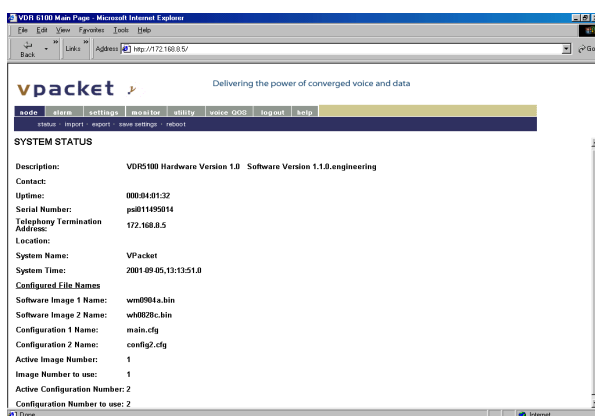 VDR 6100 Main Page - Microsoft Internet Explorer
File Edit View Favorites Tools Help
Back » Links » Address http://172.168.8.5/ Go
vpacket Delivering the power of converged voice and data
node alarm settings monitor utility voice QOS logout help
status · import · export · save settings · reboot
SYSTEM STATUS
Description: VDR5100 Hardware Version 1.0 Software Version 1.1.0.engineering
Contact:
Uptime: 000:04:01:32
Serial Number: psi011495014
Telephony Termination
Address: 172.168.8.5
Location:
System Name: VPacket
System Time: 2001-09-05,13:13:51.0
Configured File Names
Software Image 1 Name: wm0904a.bin
Software Image 2 Name: wh0828c.bin
Configuration 1 Name: main.cfg
Configuration 2 Name: config2.cfg
Active Image Number: 1
Image Number to use: 1
Active Configuration Number: 2
Configuration Number to use: 2
Done Internet